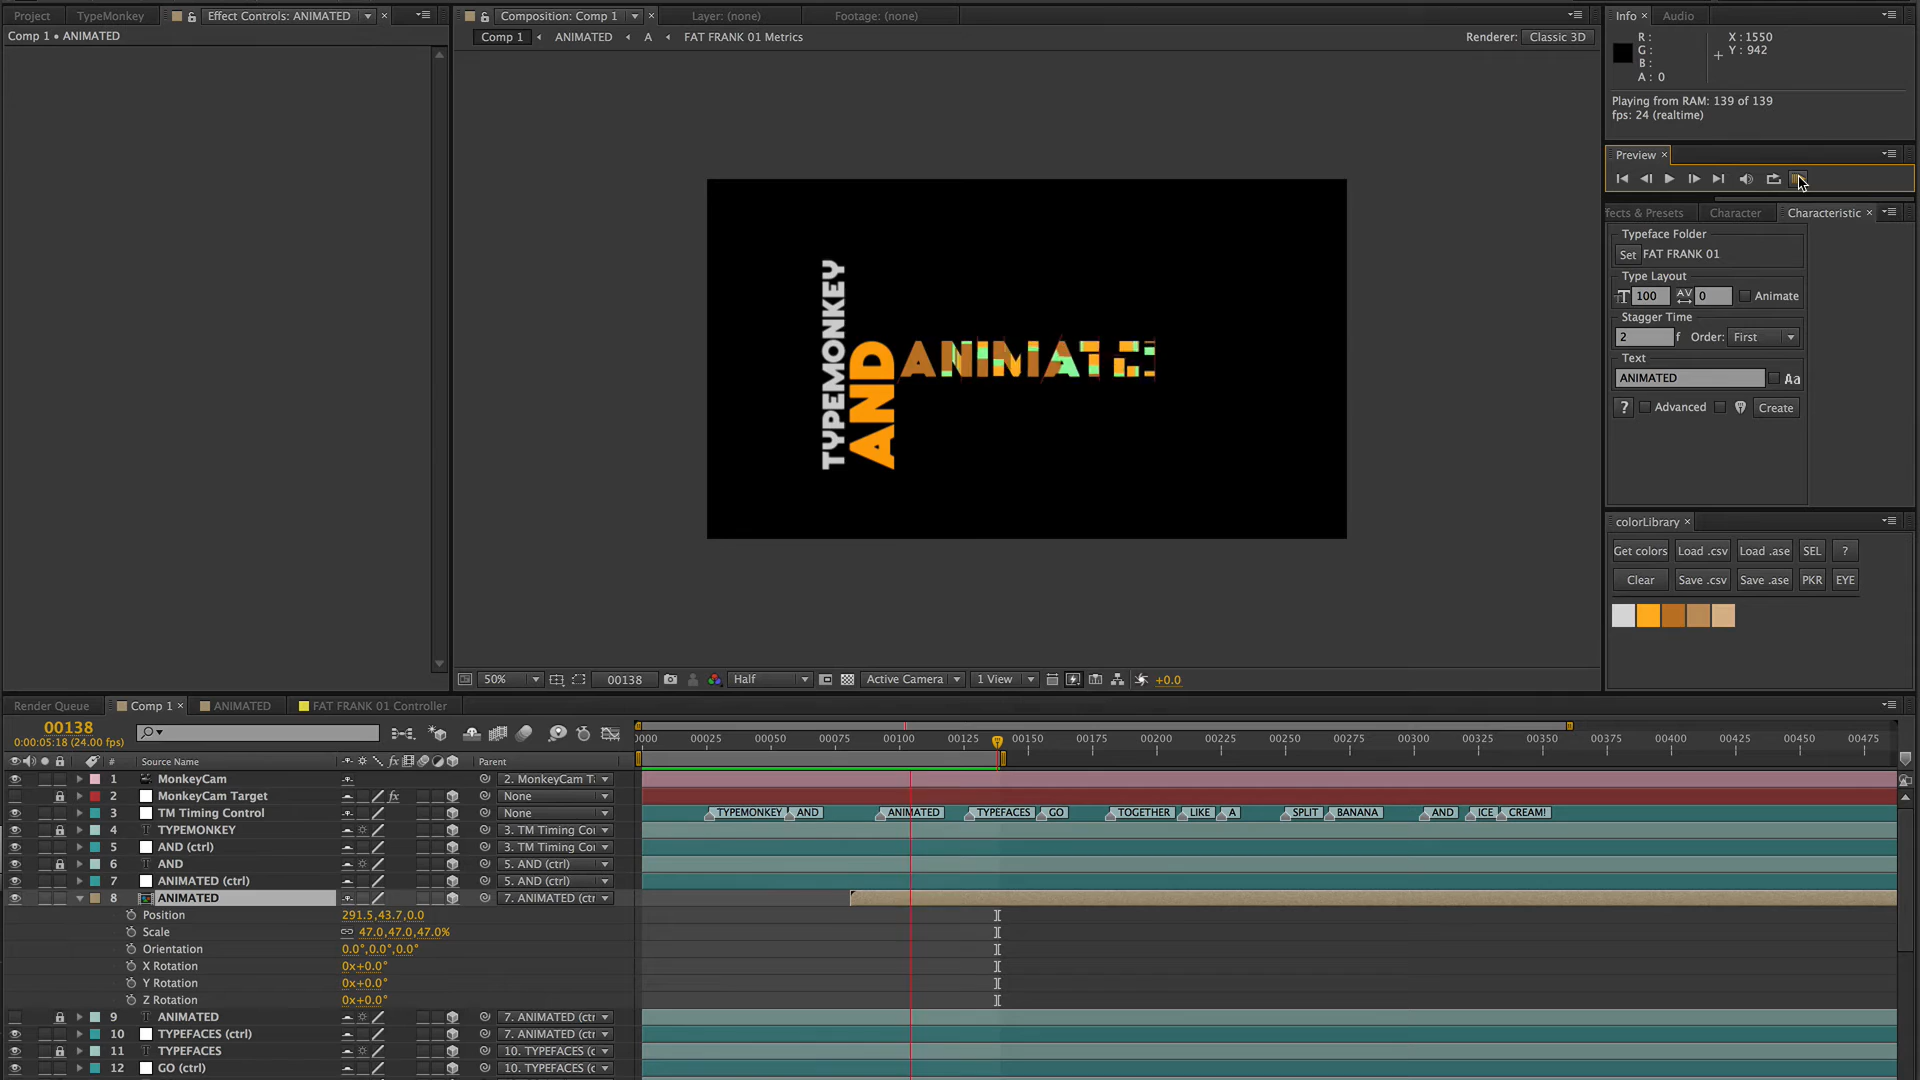 Project TypeMonkey Effect Controls: ANIMATED
Comp 1 • ANIMATED
Composition: Comp 1 Layer: (none) Footage: (none)
Comp 1 ANIMATED A FAT FRANK 01 Metrics Renderer: Classic 3D
Info Audio
R: X : 1550
G: Y : 942
B:
A : 0
Playing from RAM: 139 of 139
fps: 24 (realtime)
Preview
ffects & Presets Character Characteristic
Typeface Folder
Set FAT FRANK 01
Type Layout
T 100 AV 0 Animate
Stagger Time
2 f Order: First
Text
ANIMATED Aa
? Advanced Create
TYPEMONKEY
AND
ANIMATE
colorLibrary
Get colors Load .csv Load .ase SEL ?
Clear Save .csv Save .ase PKR EYE
50% 00138 Half Active Camera 1 View +0.0
Render Queue Comp 1 ANIMATED FAT FRANK 01 Controller
00138
0:00:05:18 (24.00 fps)
0000 00025 00050 00075 00100 00125 00150 00175 00200 00225 00250 00275 00300 00325 00350 00375 00400 00425 00450 00475
# Source Name fx Parent
1 MonkeyCam 2. MonkeyCam T.
2 MonkeyCam Target fx None
3 TM Timing Control None TYPEMONKEY AND ANIMATED TYPEFACES GO TOGETHER LIKE A SPLIT BANANA AND ICE CREAM!
4 T TYPEMONKEY 3. TM Timing Coi
5 AND (ctrl) 3. TM Timing Coi
6 T AND 5. AND (ctrl)
7 ANIMATED (ctrl) 5. AND (ctrl)
8 ANIMATED 7. ANIMATED (ctr
Position 291.5,43.7,0.0
Scale 47.0,47.0,47.0%
Orientation 0.0°,0.0°,0.0°
X Rotation 0x+0.0°
Y Rotation 0x+0.0°
Z Rotation 0x+0.0°
9 T ANIMATED 7. ANIMATED (ctr
10 TYPEFACES (ctrl) 7. ANIMATED (ctr
11 T TYPEFACES 10. TYPEFACES (c
12 GO (ctrl) 10. TYPEFACES (c